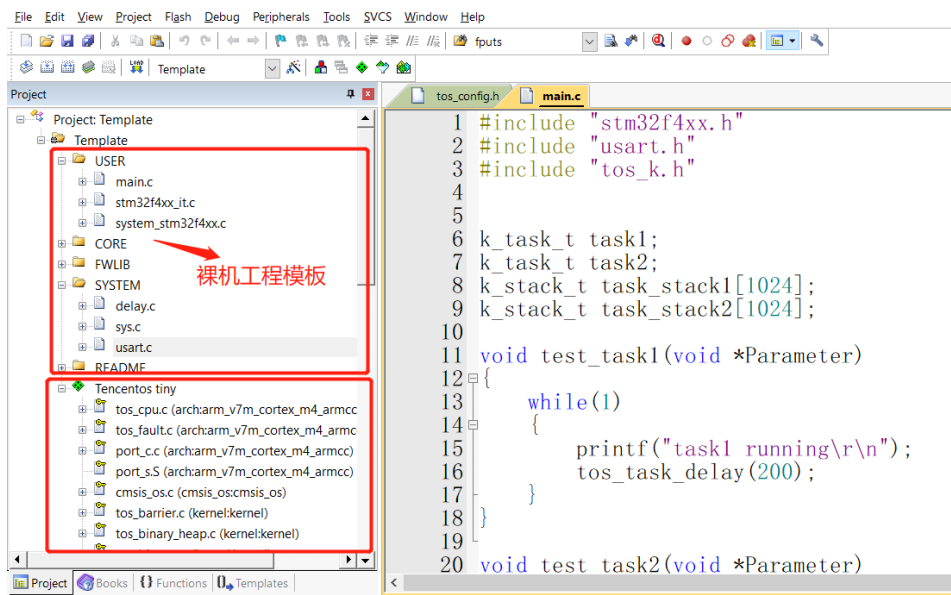 File Edit View Project Flash Debug Peripherals Tools SVCS Window Help
fputs
LOAD
Template
Project
Project: Template
Template
USER
main.c
stm32f4xx_it.c
system_stm32f4xx.c
CORE
FWLIB
SYSTEM
delay.c
sys.c
usart.c
README
裸机工程模板
Tencentos tiny
tos_cpu.c (arch:arm_v7m_cortex_m4_armcc
tos_fault.c (arch:arm_v7m_cortex_m4_armc
port_c.c (arch:arm_v7m_cortex_m4_armcc)
port_s.S (arch:arm_v7m_cortex_m4_armcc)
cmsis_os.c (cmsis_os:cmsis_os)
tos_barrier.c (kernel:kernel)
tos_binary_heap.c (kernel:kernel)
Project Books {} Functions 0 Templates
tos_config.h main.c
1 #include "stm32f4xx.h"
2 #include "usart.h"
3 #include "tos_k.h"
4
5
6 k_task_t task1;
7 k_task_t task2;
8 k_stack_t task_stack1[1024];
9 k_stack_t task_stack2[1024];
10
11 void test_task1(void *Parameter)
12 {
13 while(1)
14 {
15 printf("task1 running\r\n");
16 tos_task_delay(200);
17 }
18 }
19
20 void test_task2(void *Parameter)